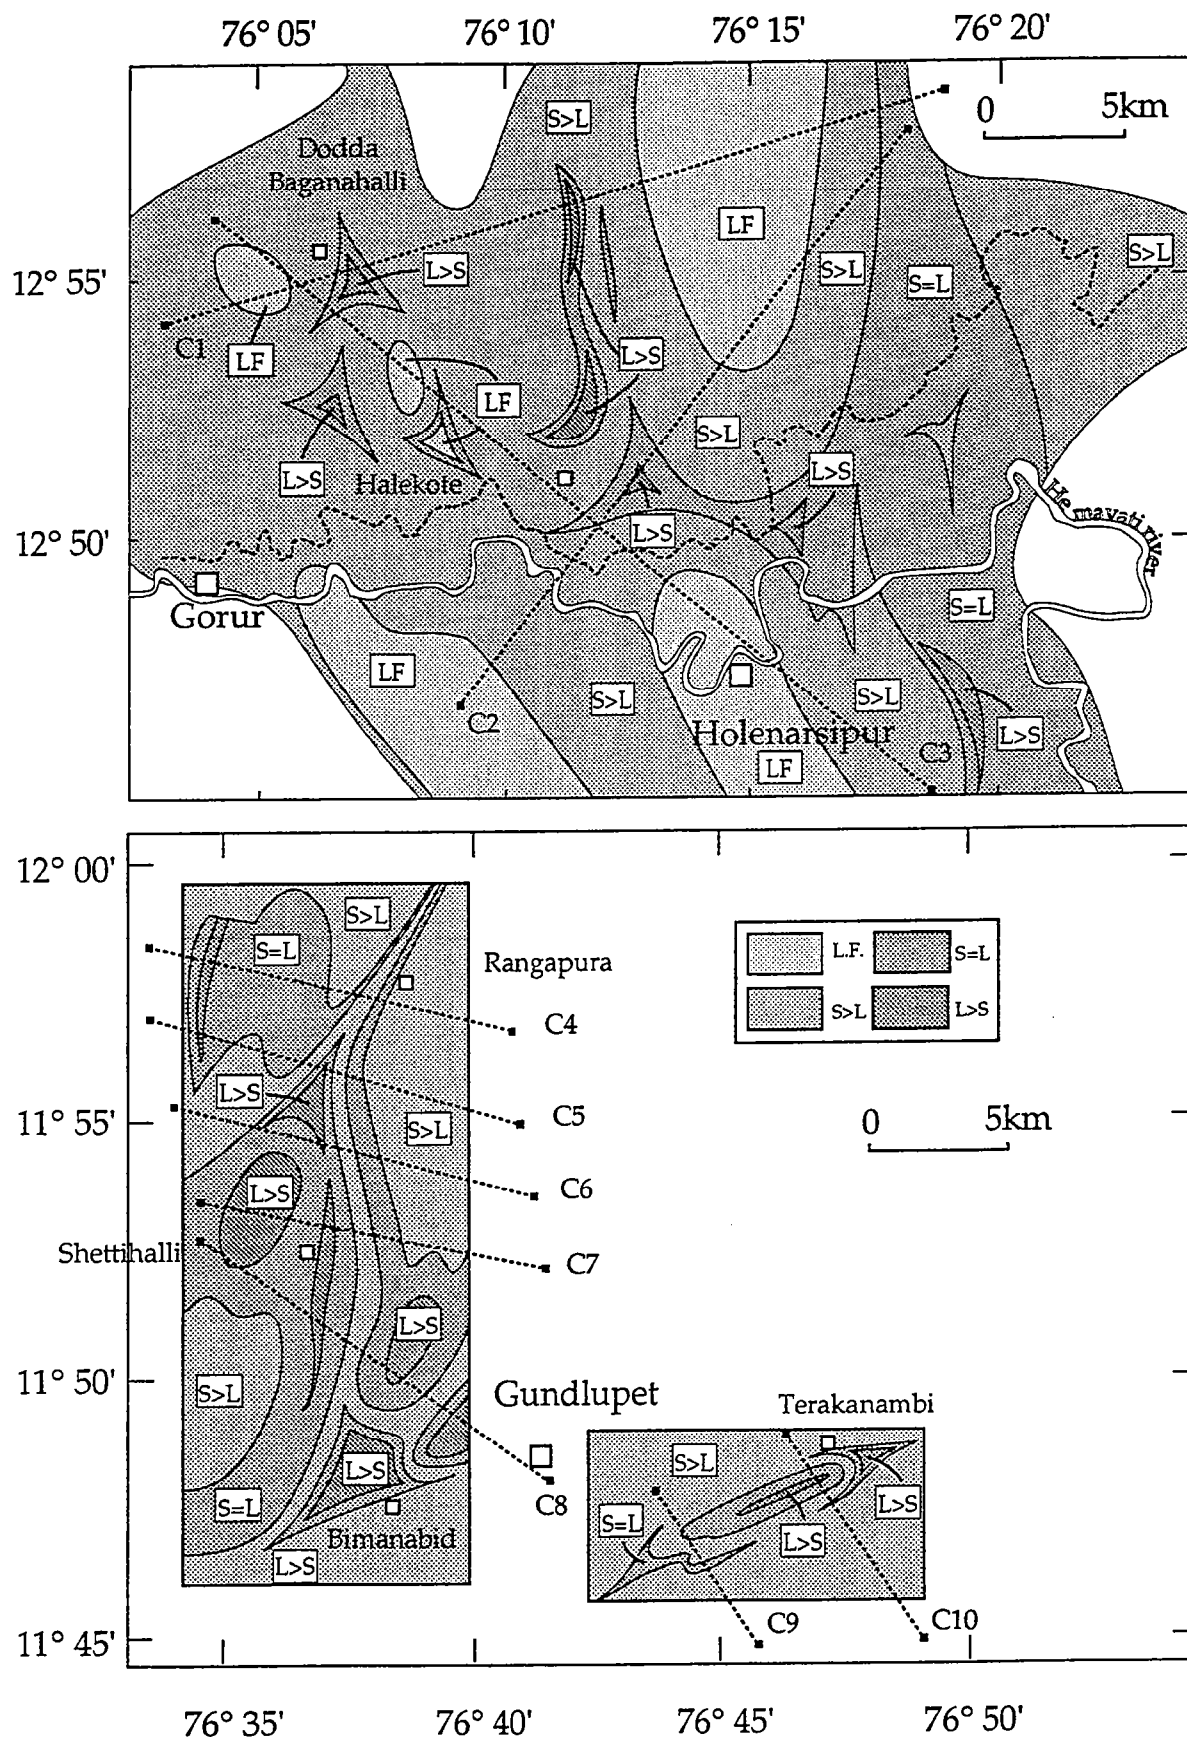 76° 05'
76° 10'
76° 15'
76° 20'
0 5km
S>L
Dodda
Baganahalli
LF
S>L
L>S
S>L
S=L
12° 55'
C1
LF
L>S
LF
S>L
L>S
L>S
Halekote
L>S
12° 50'
Hemavati river
Gorur
S=L
LF
S>L
S>L
C2
Holenarsipur
C3
L>S
LF
12° 00'
S>L
S=L
Rangapura
L.F.
S=L
S>L
L>S
C4
L>S
11° 55'
S>L
C5
0 5km
C6
L>S
Shettihalli
C7
L>S
11° 50'
S>L
Gundlupet
Terakanambi
S>L
L>S
C8
S=L
L>S
S=L
L>S
Bimanabid
L>S
C9
C10
11° 45'
76° 35'
76° 40'
76° 45'
76° 50'